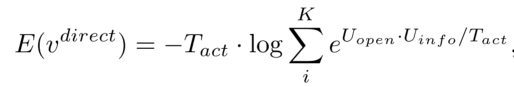 E(v^{direct}) = -T_{act} \cdot \log \sum_{i}^{K} e^{U_{open} \cdot U_{info} / T_{act}},